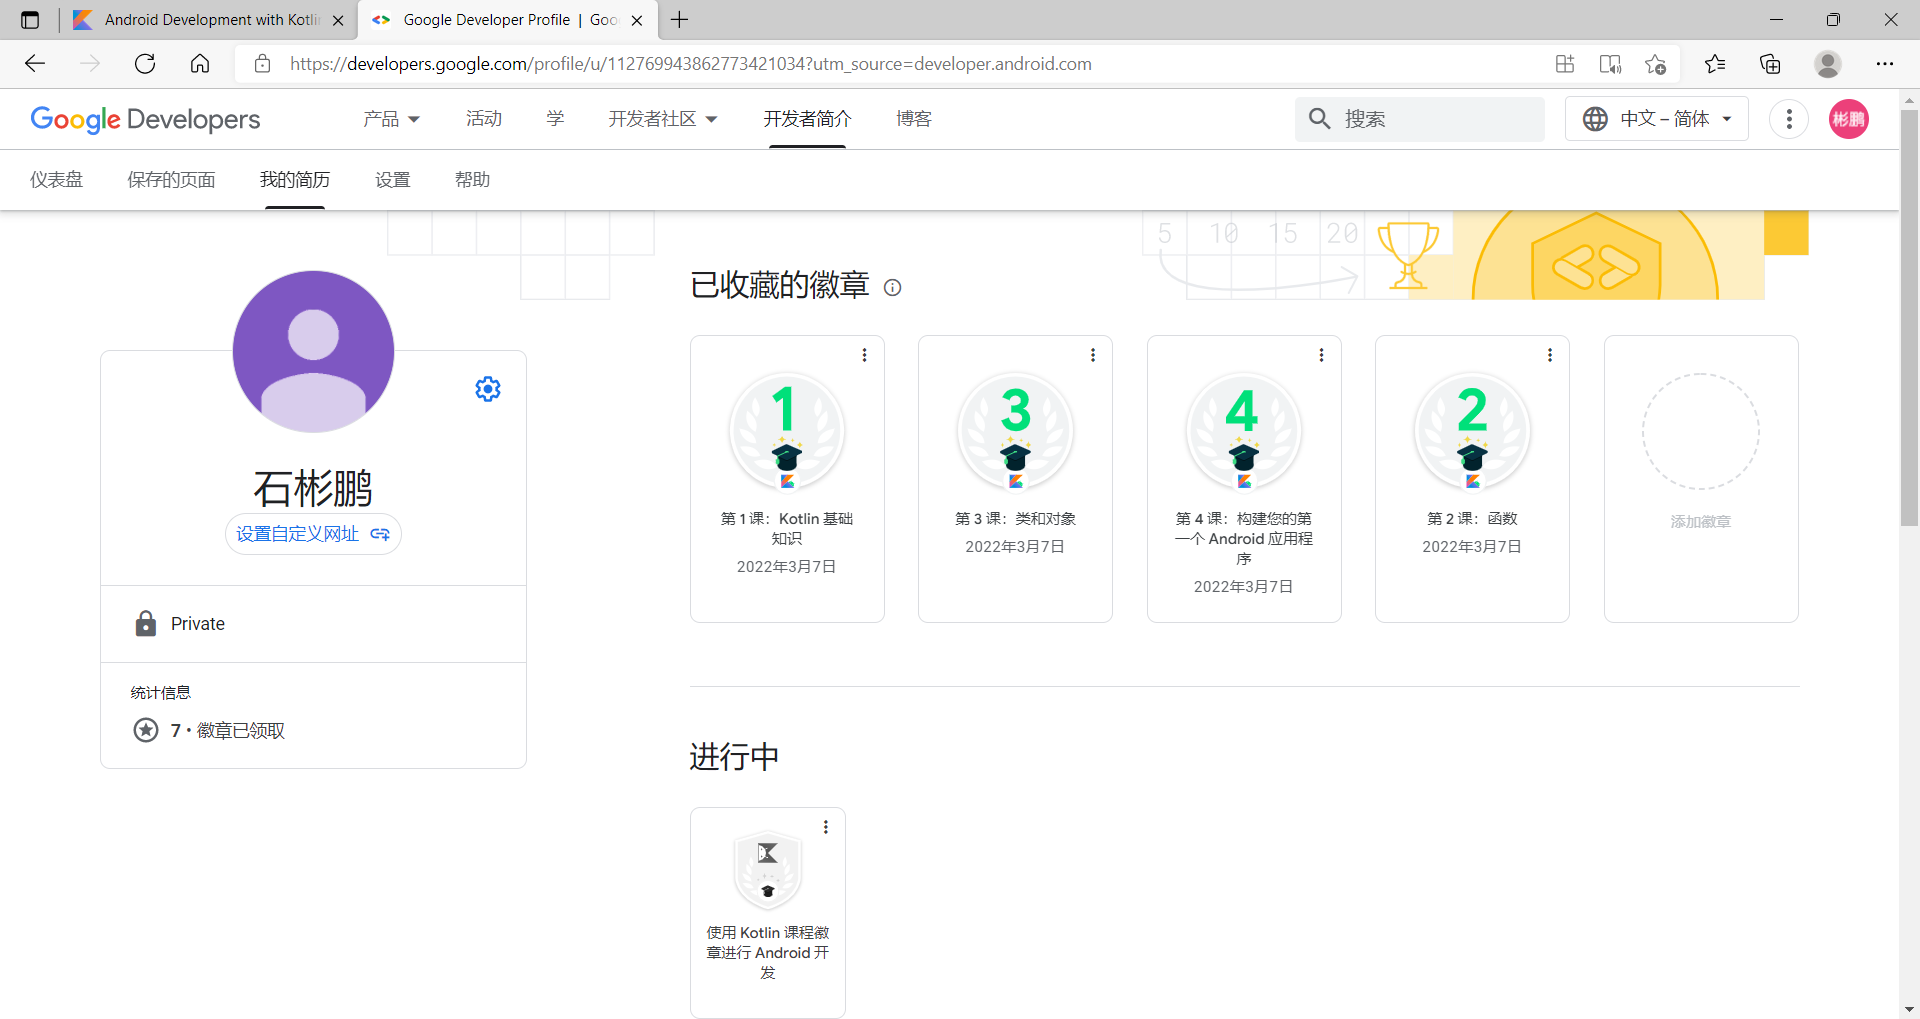 Android Development with Kotli
Google Developer Profile | Goo
https://developers.google.com/profile/u/112769943862773421034?utm_source=developer.android.com
Google Developers
产品
活动
学
开发者社区
开发者简介
博客
搜索
中文 – 简体
彬鹏
仪表盘
保存的页面
我的简历
设置
帮助
5 10 15 20
石彬鹏
设置自定义网址
Private
统计信息
7 • 徽章已领取
已收藏的徽章
1
第 1 课：Kotlin 基础
知识
2022年3月7日
3
第 3 课：类和对象
2022年3月7日
4
第 4 课：构建您的第
一个 Android 应用程
序
2022年3月7日
2
第 2 课：函数
2022年3月7日
添加徽章
进行中
使用 Kotlin 课程徽
章进行 Android 开
发